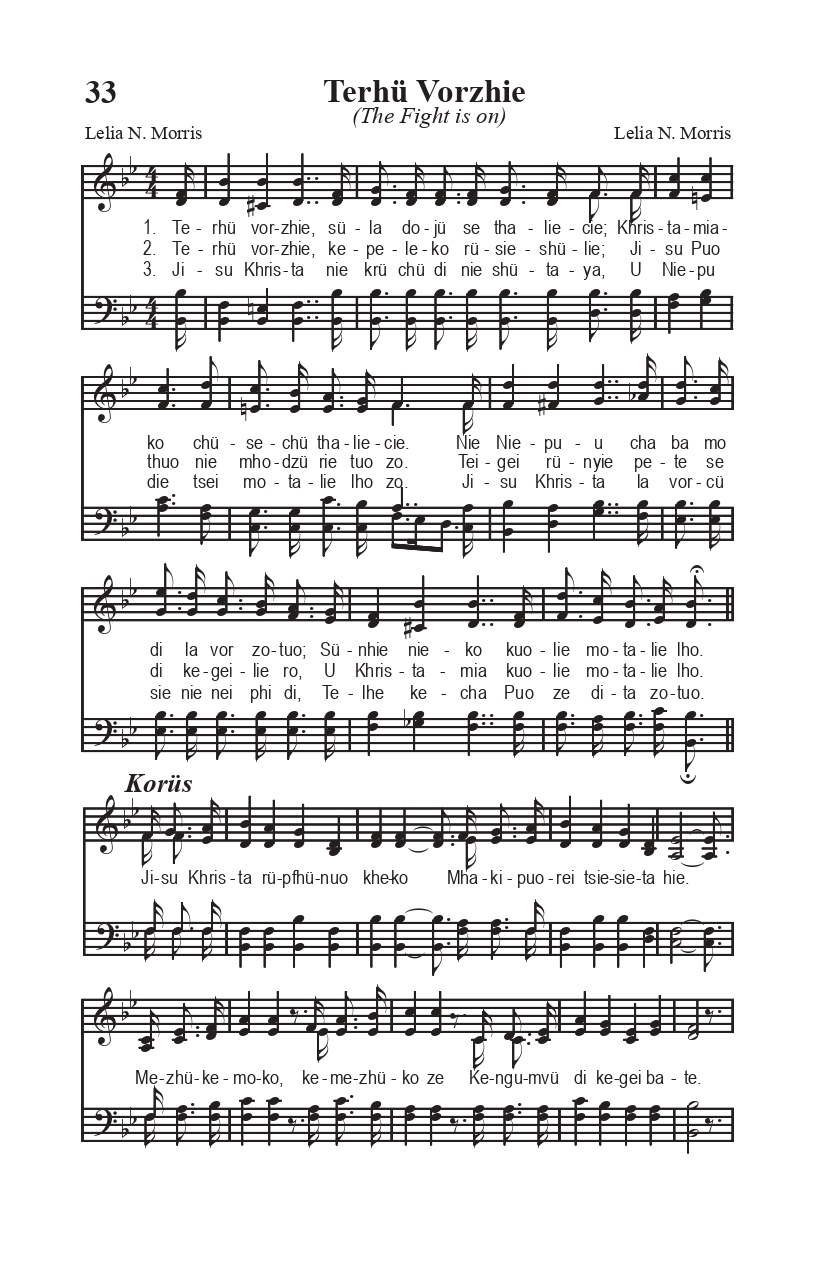 33
Terhü Vorzhie
(The Fight is on)
Lelia N. Morris Lelia N. Morris
1. Te - rhü vor-zhie, sü - la do-jü se tha - lie - cie; Khris-ta-mia-
2. Te - rhü vor-zhie, ke - pe - le - ko rü - sie - shü - lie; Ji - su Puo
3. Ji - su Khris-ta nie krü chü di nie shü - ta - ya, U Nie - pu
ko chü - se - chü tha-lie-cie. Nie Nie - pu - u cha ba mo
thuo nie mho-dzü rie tuo zo. Tei-gei rü-nyie pe - te se
die tsei mo-ta-lie lho zo. Ji-su Khris-ta la vor-cü
di la vor zo-tuo; Sü-nhie nie-ko kuo-lie mo-ta-lie lho.
di ke-gei-lie ro, U Khris-ta-mia kuo-lie mo-ta-lie lho.
sie nie nei phi di, Te-lhe ke-cha Puo ze di-ta zo-tuo.
Korüs
Ji-su Khris-ta rü-pfhü-nuo khe-ko Mha-ki-puo-rei tsie-sie-ta hie.
Me-zhü-ke-mo-ko, ke-me-zhü-ko ze Ke-ngu-mvü di ke-gei ba-te.